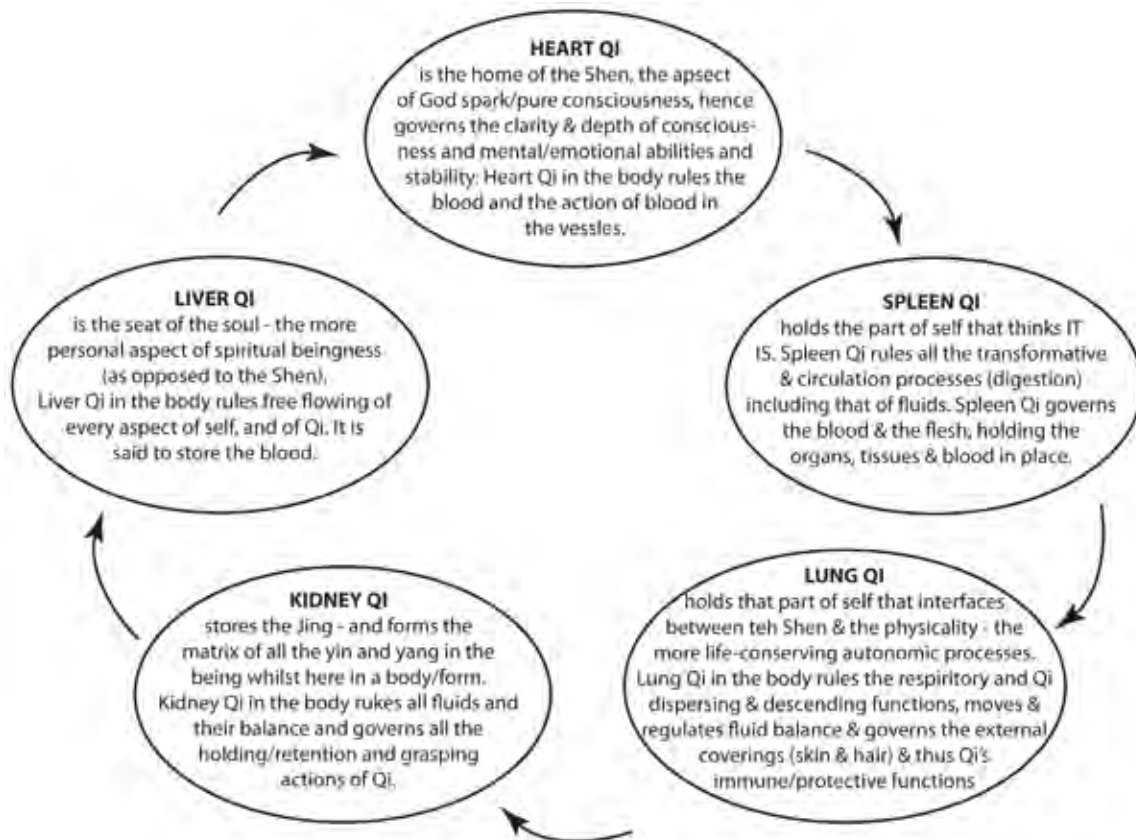 HEART QI
is the home of the Shen, the apsect
of God spark/pure consciousness, hence
governs the clarity & depth of conscious-
ness and mental/emotional abilities and
stability: Heart Qi in the body rules the
blood and the action of blood in
the vessles.
LIVER QI
is the seat of the soul - the more
personal aspect of spiritual beingness
(as opposed to the Shen).
Liver Qi in the body rules free flowing of
every aspect of self, and of Qi. It is
said to store the blood.
SPLEEN QI
holds the part of self that thinks IT
IS. Spleen Qi rules all the transformative
& circulation processes (digestion)
including that of fluids. Spleen Qi governs
the blood & the flesh, holding the
organs, tissues & blood in place.
KIDNEY QI
stores the Jing - and forms the
matrix of all the yin and yang in the
being whilst here in a body/form.
Kidney Qi in the body rukes all fluids and
their balance and governs all the
holding/retention and grasping
actions of Qi.
LUNG QI
holds that part of self that interfaces
between teh Shen & the physicality - the
more life-conserving autonomic processes.
Lung Qi in the body rules the respiritory and Qi
dispersing & descending functions, moves &
regulates fluid balance & governs the external
coverings (skin & hair) & thus Qi's
immune/protective functions